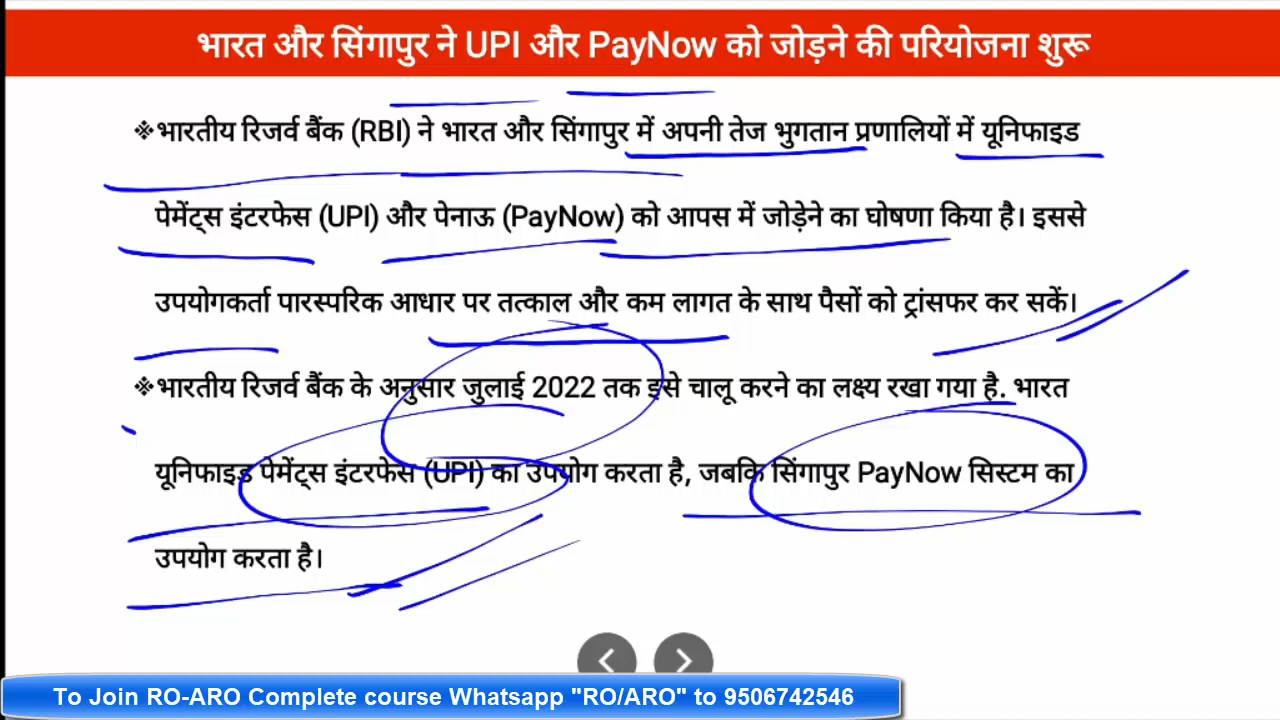 भारत और सिंगापुर ने UPI और PayNow को जोड़ने की परियोजना शुरू
❖भारतीय रिजर्व बैंक (RBI) ने भारत और सिंगापुर में अपनी तेज भुगतान प्रणालियों में यूनिफाइड
पेमेंट्स इंटरफेस (UPI) और पेनाऊ (PayNow) को आपस में जोड़ेने का घोषणा किया है। इससे
उपयोगकर्ता पारस्परिक आधार पर तत्काल और कम लागत के साथ पैसों को ट्रांसफर कर सकें।
❖भारतीय रिजर्व बैंक के अनुसार जुलाई 2022 तक इसे चालू करने का लक्ष्य रखा गया है. भारत
यूनिफाइड पेमेंट्स इंटरफेस (UPI) का उपयोग करता है, जबकि सिंगापुर PayNow सिस्टम का
उपयोग करता है।
To Join RO-ARO Complete course Whatsapp "RO/ARO" to 9506742546